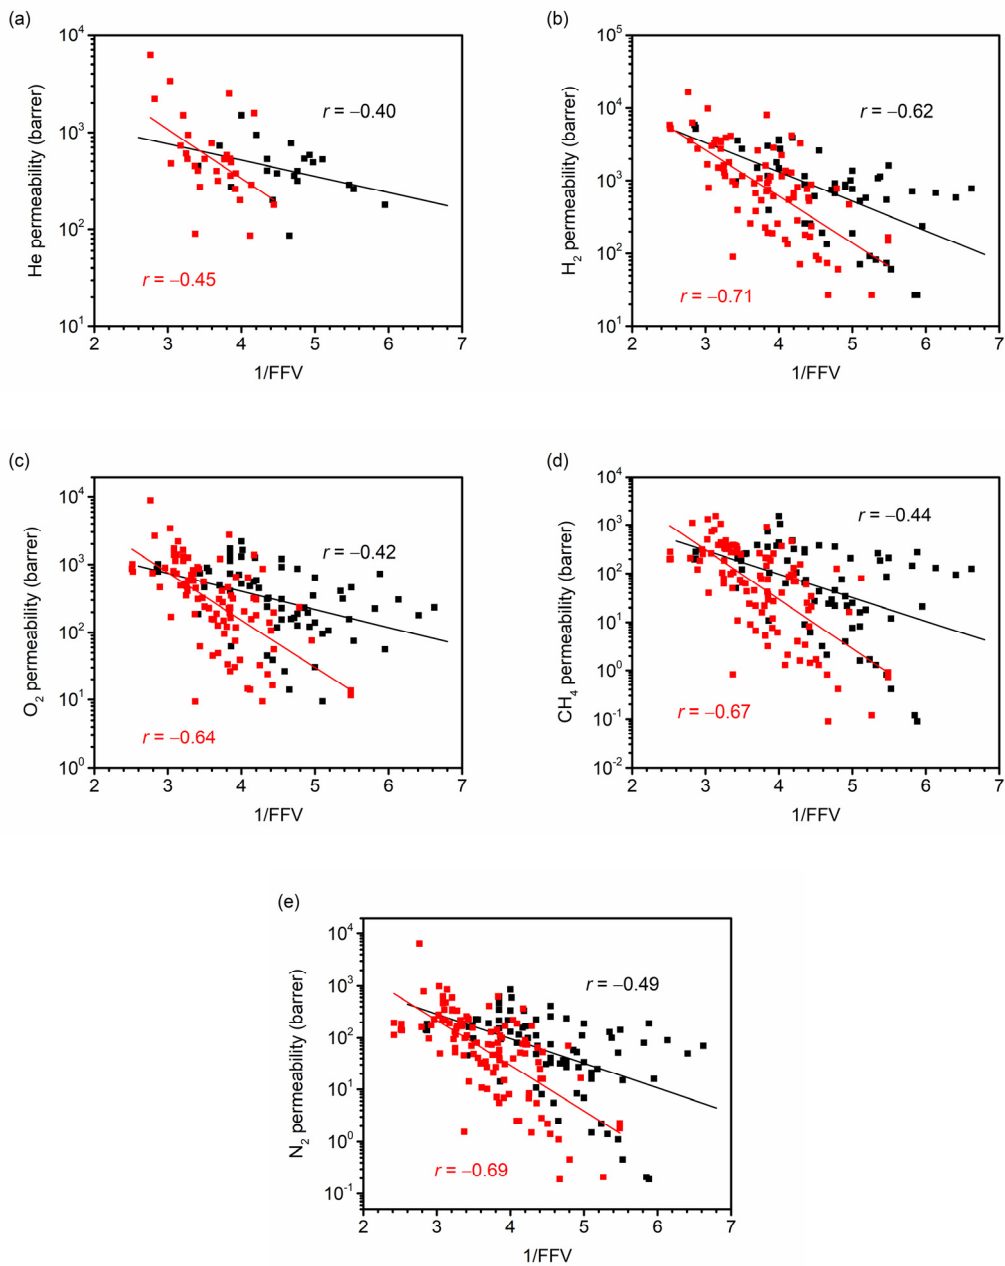 (a)
10^4
10^3
10^2
10^1
He permeability (barrer)
r = −0.40
r = −0.45
2 3 4 5 6 7
1/FFV
(b)
10^5
10^4
10^3
10^2
10^1
H₂ permeability (barrer)
r = −0.62
r = −0.71
2 3 4 5 6 7
1/FFV
(c)
10^4
10^3
10^2
10^1
10^0
O₂ permeability (barrer)
r = −0.42
r = −0.64
2 3 4 5 6 7
1/FFV
(d)
10^4
10^3
10^2
10^1
10^0
10^-1
10^-2
CH₄ permeability (barrer)
r = −0.44
r = −0.67
2 3 4 5 6 7
1/FFV
(e)
10^4
10^3
10^2
10^1
10^0
10^-1
N₂ permeability (barrer)
r = −0.49
r = −0.69
2 3 4 5 6 7
1/FFV